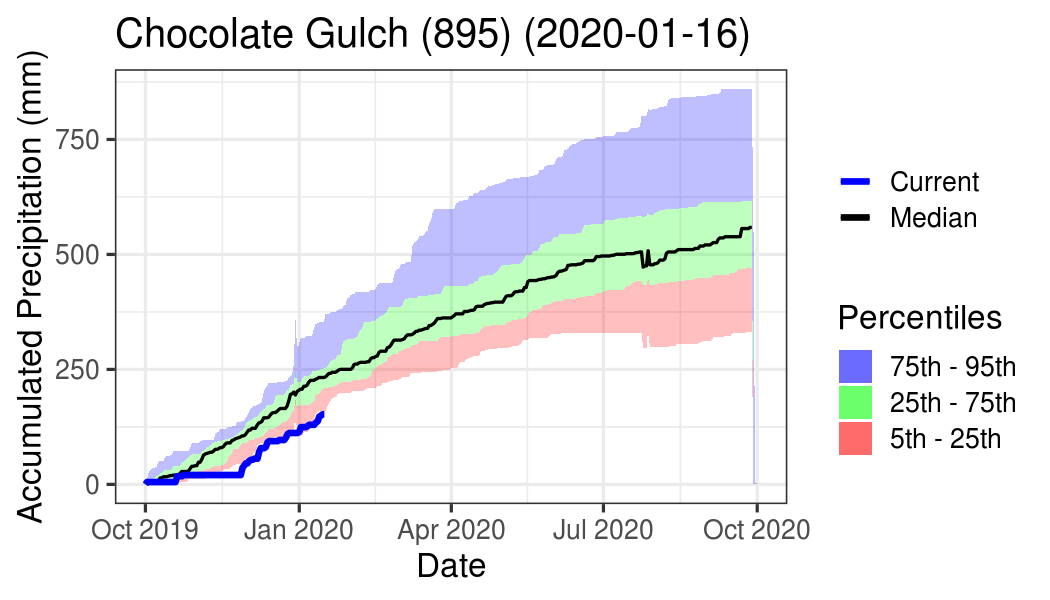 Chocolate Gulch (895) (2020-01-16)
Accumulated Precipitation (mm)
750
500
250
0
Oct 2019
Jan 2020
Apr 2020
Jul 2020
Oct 2020
Date
Current
Median
Percentiles
75th - 95th
25th - 75th
5th - 25th